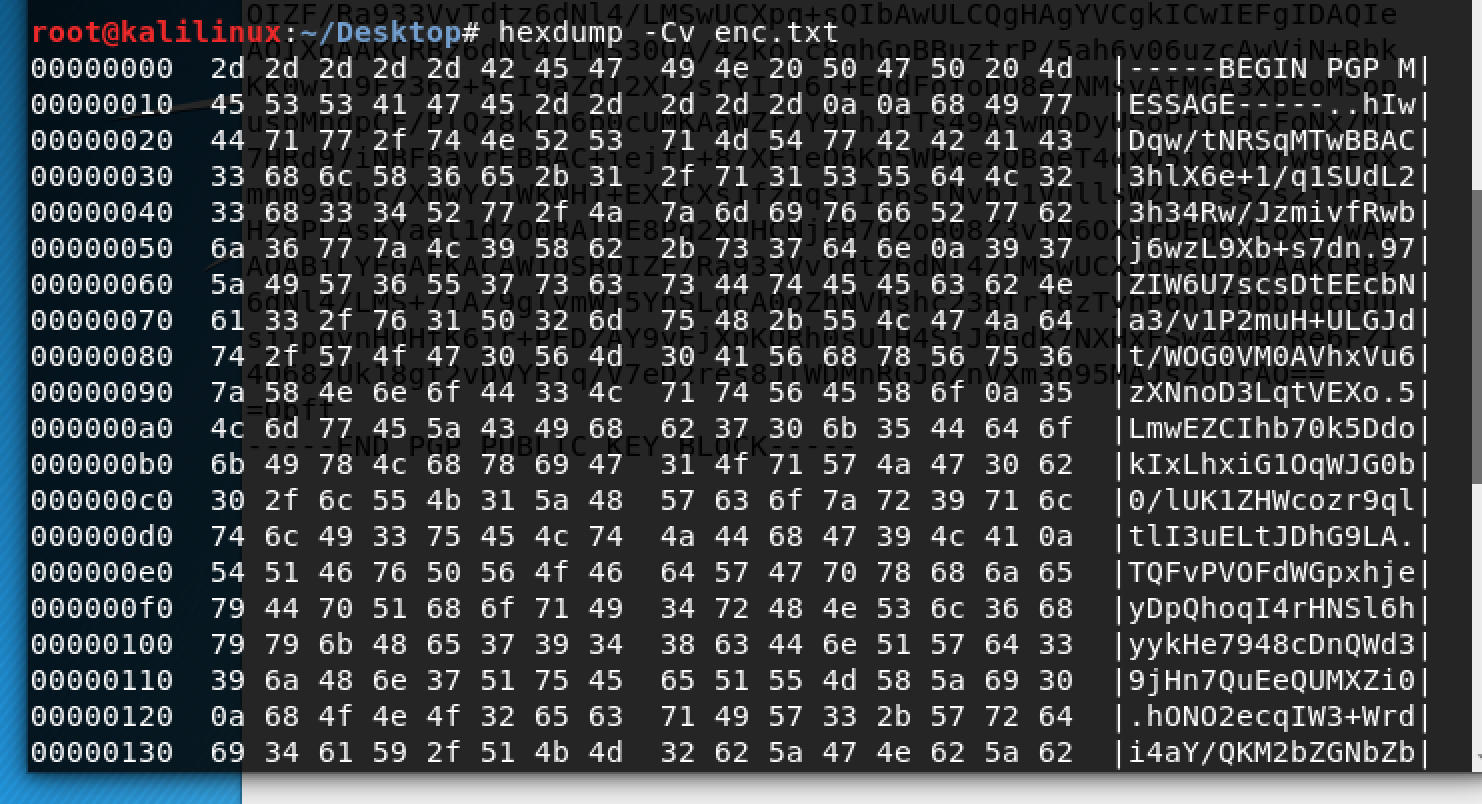 root@kalilinux:~/Desktop# hexdump -Cv enc.txt
00000000  2d 2d 2d 2d 2d 42 45 47  49 4e 20 50 47 50 20 4d  |-----BEGIN PGP M|
00000010  45 53 53 41 47 45 2d 2d  2d 2d 2d 0a 0a 68 49 77  |ESSAGE-----..hIw|
00000020  44 71 77 2f 74 4e 52 53  71 4d 54 77 42 42 41 43  |Dqw/tNRSqMTwBBAC|
00000030  33 68 6c 58 36 65 2b 31  2f 71 31 53 55 64 4c 32  |3hlX6e+1/q1SUdL2|
00000040  33 68 33 34 52 77 2f 4a  7a 6d 69 76 66 52 77 62  |3h34Rw/JzmivfRwb|
00000050  6a 36 77 7a 4c 39 58 62  2b 73 37 64 6e 0a 39 37  |j6wzL9Xb+s7dn.97|
00000060  5a 49 57 36 55 37 73 63  73 44 74 45 45 63 62 4e  |ZIW6U7scsDtEEcbN|
00000070  61 33 2f 76 31 50 32 6d  75 48 2b 55 4c 47 4a 64  |a3/v1P2muH+ULGJd|
00000080  74 2f 57 4f 47 30 56 4d  30 41 56 68 78 56 75 36  |t/WOG0VM0AVhxVu6|
00000090  7a 58 4e 6e 6f 44 33 4c  71 74 56 45 58 6f 0a 35  |zXNnoD3LqtVEXo.5|
000000a0  4c 6d 77 45 5a 43 49 68  62 37 30 6b 35 44 64 6f  |LmwEZCIhb70k5Ddo|
000000b0  6b 49 78 4c 68 78 69 47  31 4f 71 57 4a 47 30 62  |kIxLhxiG1OqWJG0b|
000000c0  30 2f 6c 55 4b 31 5a 48  57 63 6f 7a 72 39 71 6c  |0/lUK1ZHWcozr9ql|
000000d0  74 6c 49 33 75 45 4c 74  4a 44 68 47 39 4c 41 0a  |tlI3uELtJDhG9LA.|
000000e0  54 51 46 76 50 56 4f 46  64 57 47 70 78 68 6a 65  |TQFvPVOFdWGpxhje|
000000f0  79 44 70 51 68 6f 71 49  34 72 48 4e 53 6c 36 68  |yDpQhoqI4rHNSl6h|
00000100  79 79 6b 48 65 37 39 34  38 63 44 6e 51 57 64 33  |yykHe7948cDnQWd3|
00000110  39 6a 48 6e 37 51 75 45  65 51 55 4d 58 5a 69 30  |9jHn7QuEeQUMXZi0|
00000120  0a 68 4f 4e 4f 32 65 63  71 49 57 33 2b 57 72 64  |.hONO2ecqIW3+Wrd|
00000130  69 34 61 59 2f 51 4b 4d  32 62 5a 47 4e 62 5a 62  |i4aY/QKM2bZGNbZb|
-----END PGP PUBLIC KEY BLOCK-----